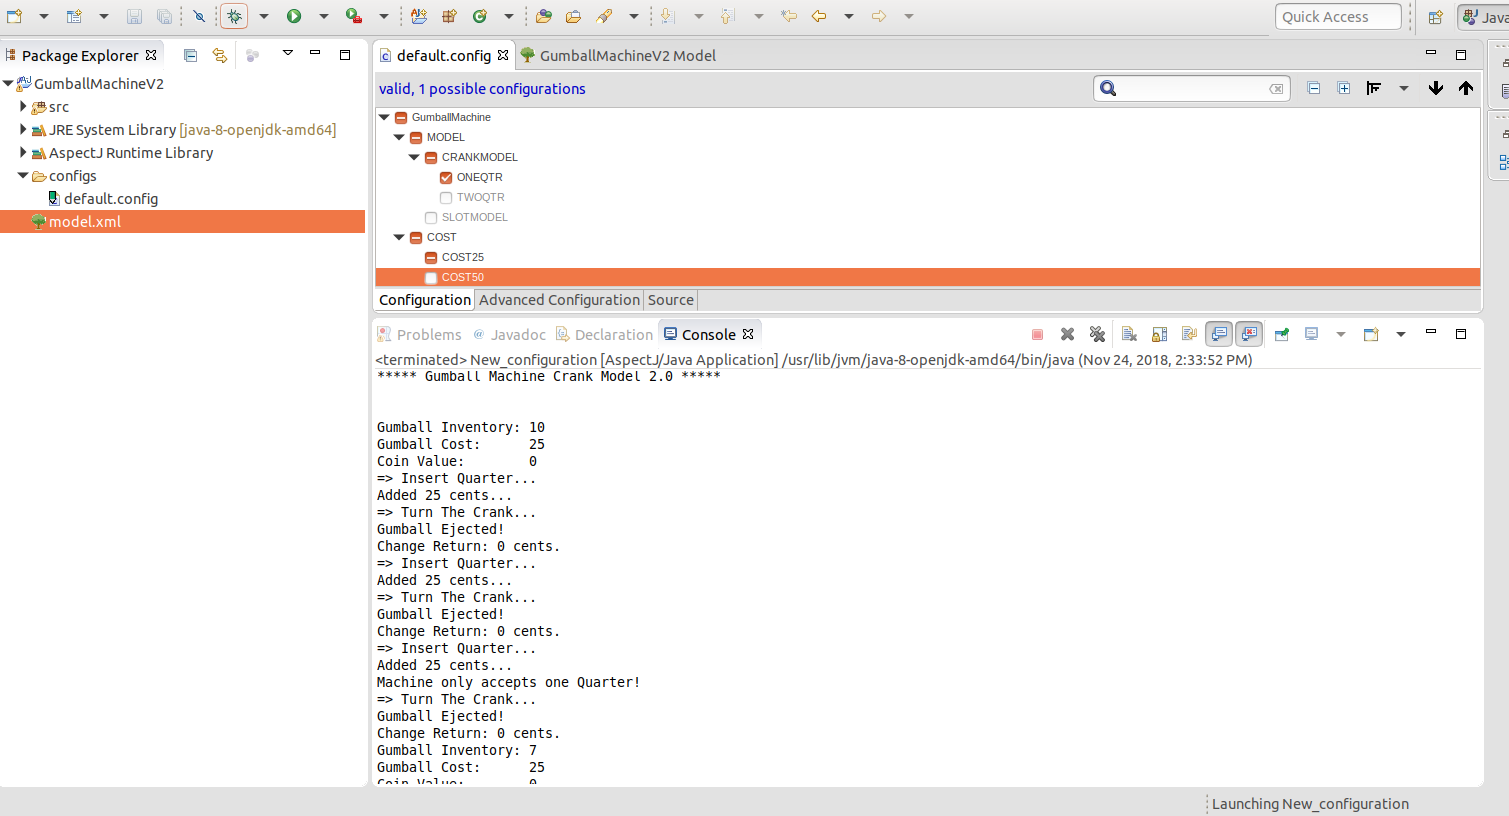 Quick Access
Java
Package Explorer
GumballMachineV2
src
JRE System Library [java-8-openjdk-amd64]
AspectJ Runtime Library
configs
default.config
model.xml
default.config
GumballMachineV2 Model
valid, 1 possible configurations
GumballMachine
MODEL
CRANKMODEL
ONEQTR
TWOQTR
SLOTMODEL
COST
COST25
COST50
Configuration Advanced Configuration Source
Problems @ Javadoc Declaration Console
<terminated> New_configuration [AspectJ/Java Application] /usr/lib/jvm/java-8-openjdk-amd64/bin/java (Nov 24, 2018, 2:33:52 PM)
***** Gumball Machine Crank Model 2.0 *****
Gumball Inventory: 10
Gumball Cost: 25
Coin Value: 0
=> Insert Quarter...
Added 25 cents...
=> Turn The Crank...
Gumball Ejected!
Change Return: 0 cents.
=> Insert Quarter...
Added 25 cents...
=> Turn The Crank...
Gumball Ejected!
Change Return: 0 cents.
=> Insert Quarter...
Added 25 cents...
Machine only accepts one Quarter!
=> Turn The Crank...
Gumball Ejected!
Change Return: 0 cents.
Gumball Inventory: 7
Gumball Cost: 25
Coin Value: 0
Launching New_configuration